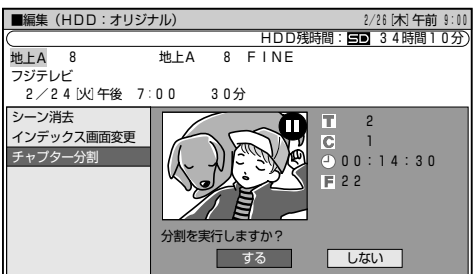 ■編集（HDD：オリジナル） 2/26[木]午前 9:00
HDD残時間：SD 34時間10分
地上A 8 地上A 8 FINE
フジテレビ
2／24[火]午後 7:00 30分
シーン消去
インデックス画面変更
チャプター分割
T 2
C 1
00:14:30
F 22
分割を実行しますか？
する しない